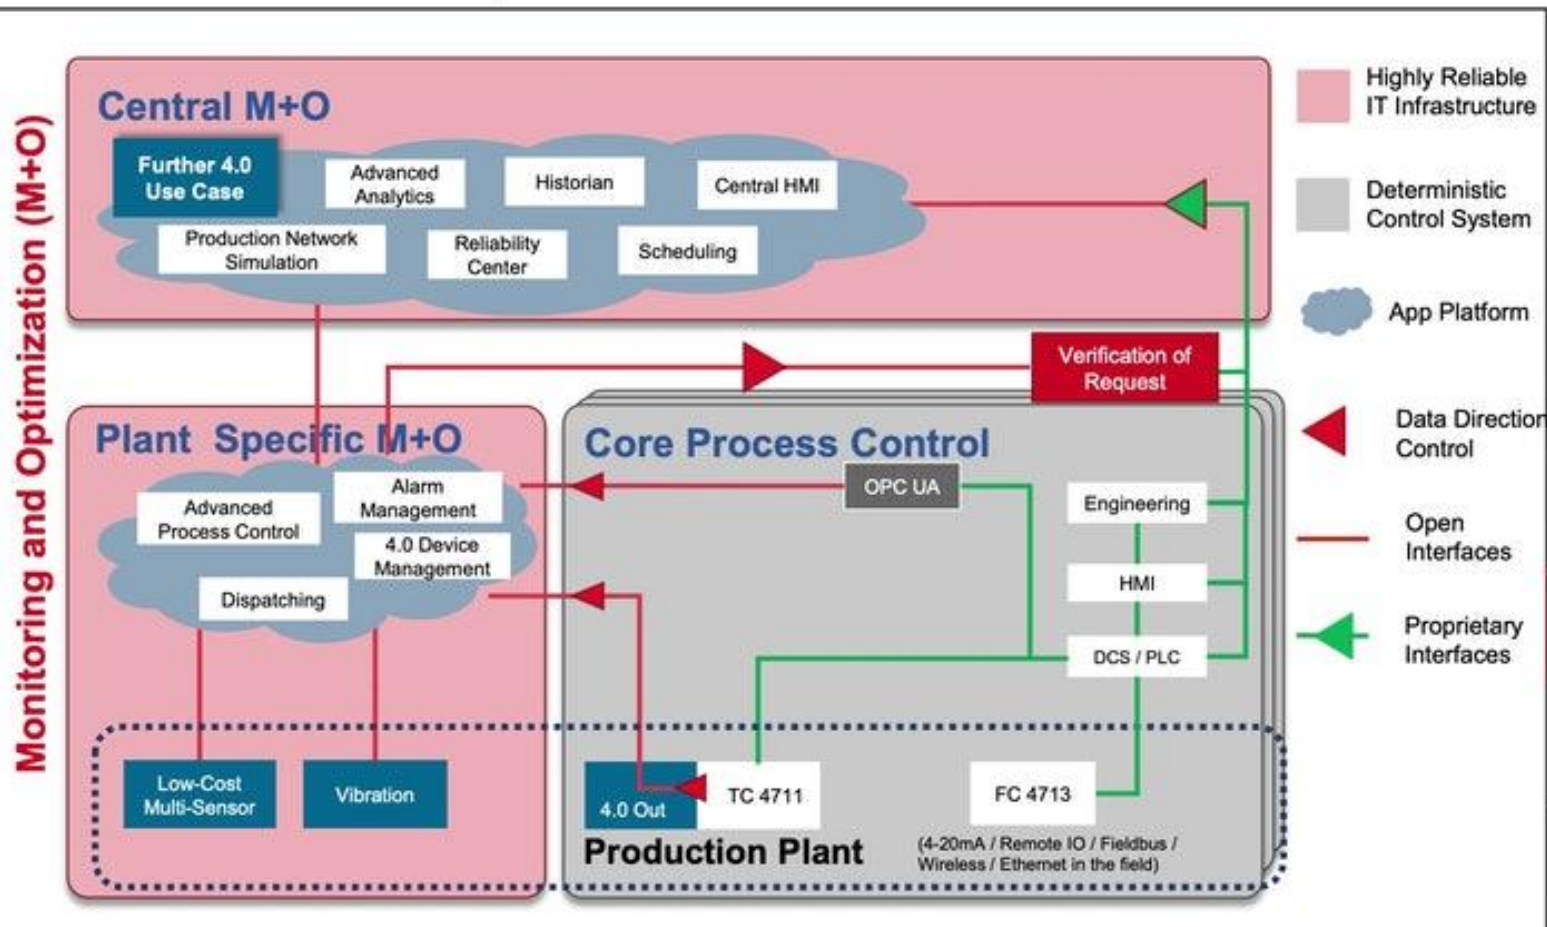 Monitoring and Optimization (M+O)
Central M+O
Further 4.0
Use Case
Advanced
Analytics
Historian
Central HMI
Production Network
Simulation
Reliability
Center
Scheduling
Verification of
Request
Plant Specific M+O
Advanced
Process Control
Alarm
Management
4.0 Device
Management
Dispatching
Low-Cost
Multi-Sensor
Vibration
Core Process Control
OPC UA
Engineering
HMI
DCS / PLC
4.0 Out
TC 4711
FC 4713
Production Plant
(4-20mA / Remote IO / Fieldbus /
Wireless / Ethernet in the field)
Highly Reliable
IT Infrastructure
Deterministic
Control System
App Platform
Data Direction
Control
Open
Interfaces
Proprietary
Interfaces